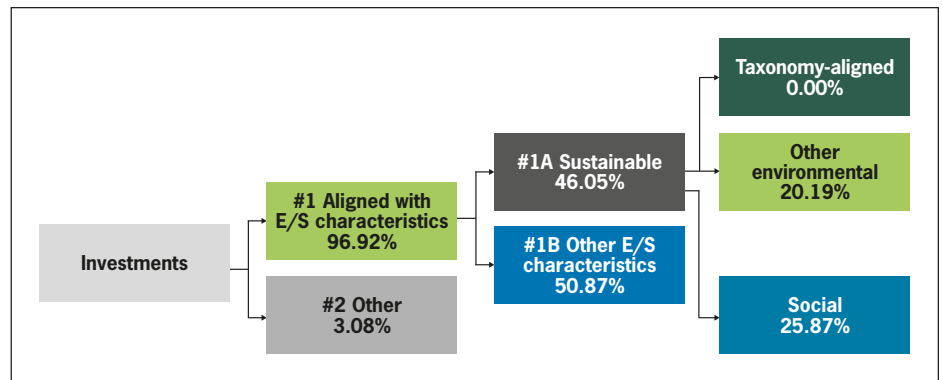 Investments
#1 Aligned with
E/S characteristics
96.92%
#2 Other
3.08%
#1A Sustainable
46.05%
#1B Other E/S
characteristics
50.87%
Taxonomy-aligned
0.00%
Other
environmental
20.19%
Social
25.87%